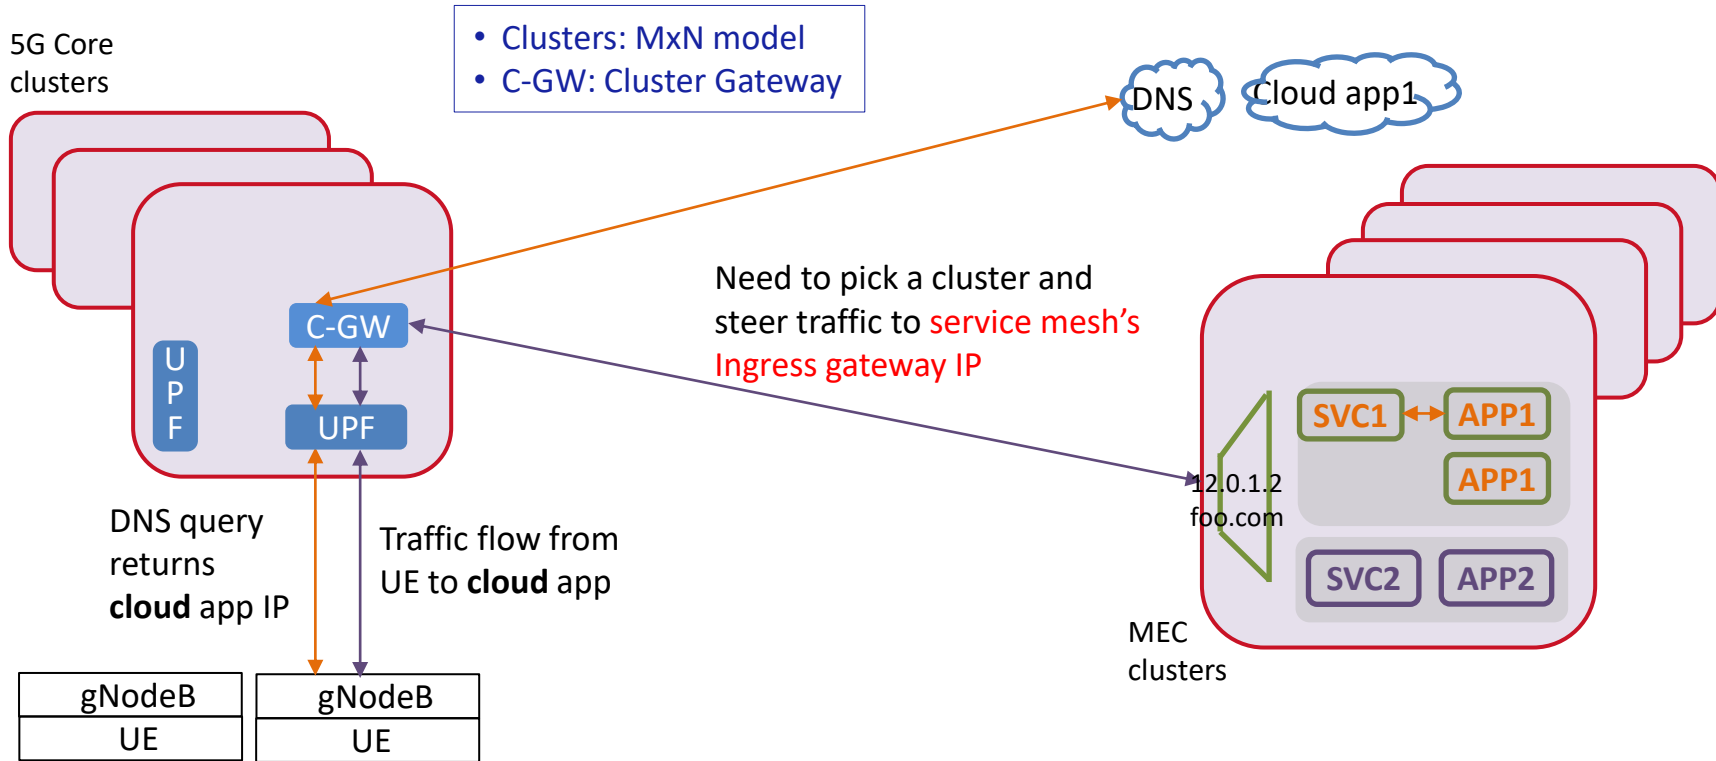 5G Core
clusters
• Clusters: MxN model
• C-GW: Cluster Gateway
DNS
Cloud app1
C-GW
U
P
F
UPF
Need to pick a cluster and
steer traffic to service mesh’s
Ingress gateway IP
SVC1
APP1
APP1
12.0.1.2
foo.com
SVC2
APP2
MEC
clusters
DNS query
returns
cloud app IP
Traffic flow from
UE to cloud app
gNodeB
UE
gNodeB
UE